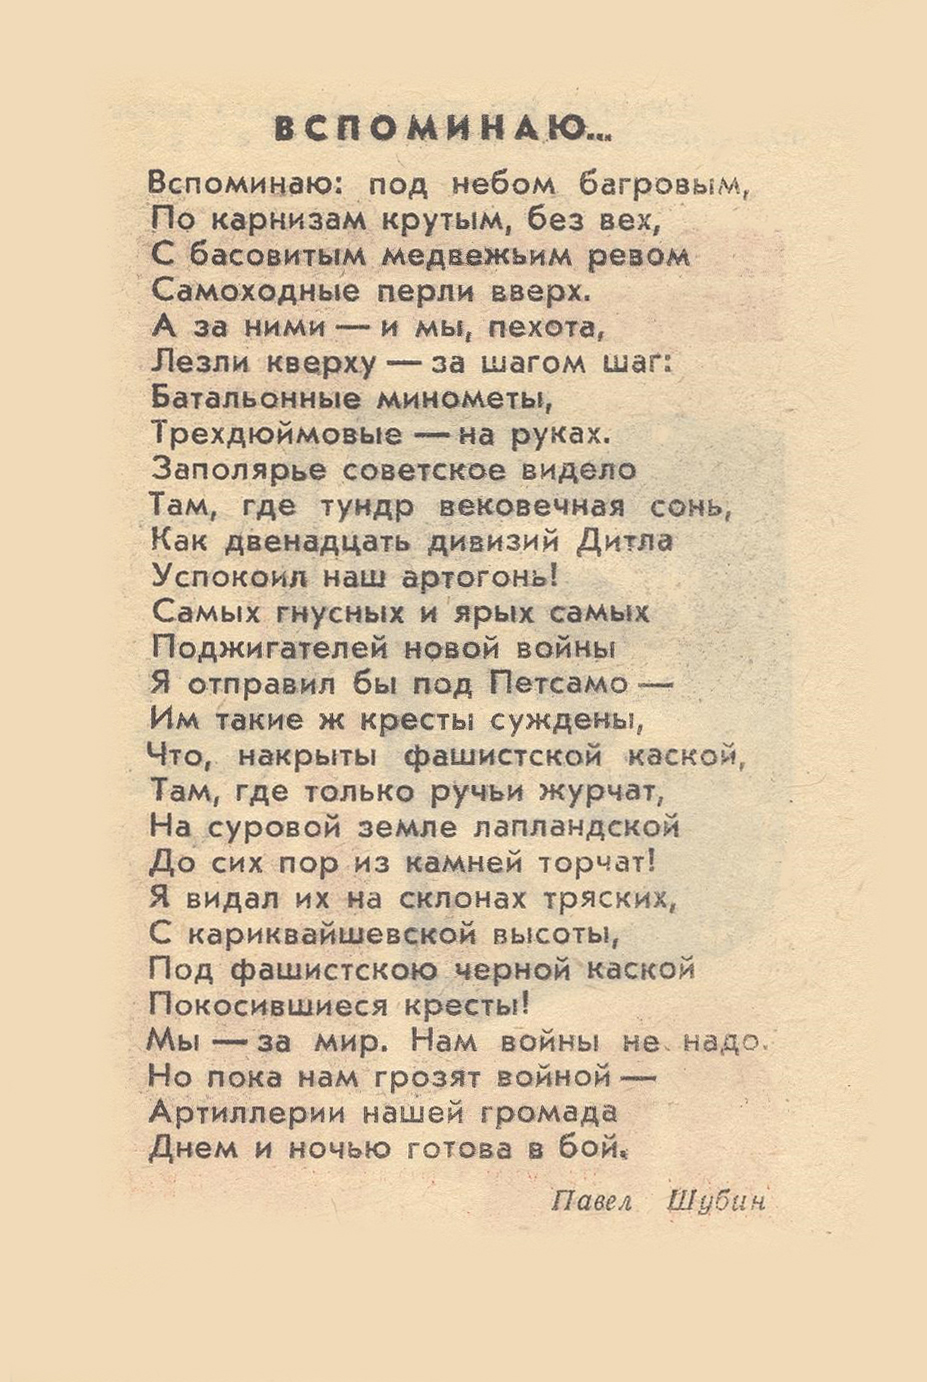 ВСПОМИНАЮ...
Вспоминаю: под небом багровым,
По карнизам крутым, без вех,
С басовитым медвежьим ревом
Самоходные перли вверх.
А за ними — и мы, пехота,
Лезли кверху — за шагом шаг:
Батальонные минометы,
Трехдюймовые — на руках.
Заполярье советское видело
Там, где тундр вековечная сонь,
Как двенадцать дивизий Дитла
Успокоил наш артогонь!
Самых гнусных и ярых самых
Поджигателей новой войны
Я отправил бы под Петсамо —
Им такие ж кресты суждены,
Что, накрыты фашистской каской,
Там, где только ручьи журчат,
На суровой земле лапландской
До сих пор из камней торчат!
Я видал их на склонах тряских,
С кариквайшевской высоты,
Под фашистскою черной каской
Покосившиеся кресты!
Мы — за мир. Нам войны не надо.
Но пока нам грозят войной —
Артиллерии нашей громада
Днем и ночью готова в бой.
Павел Шубин